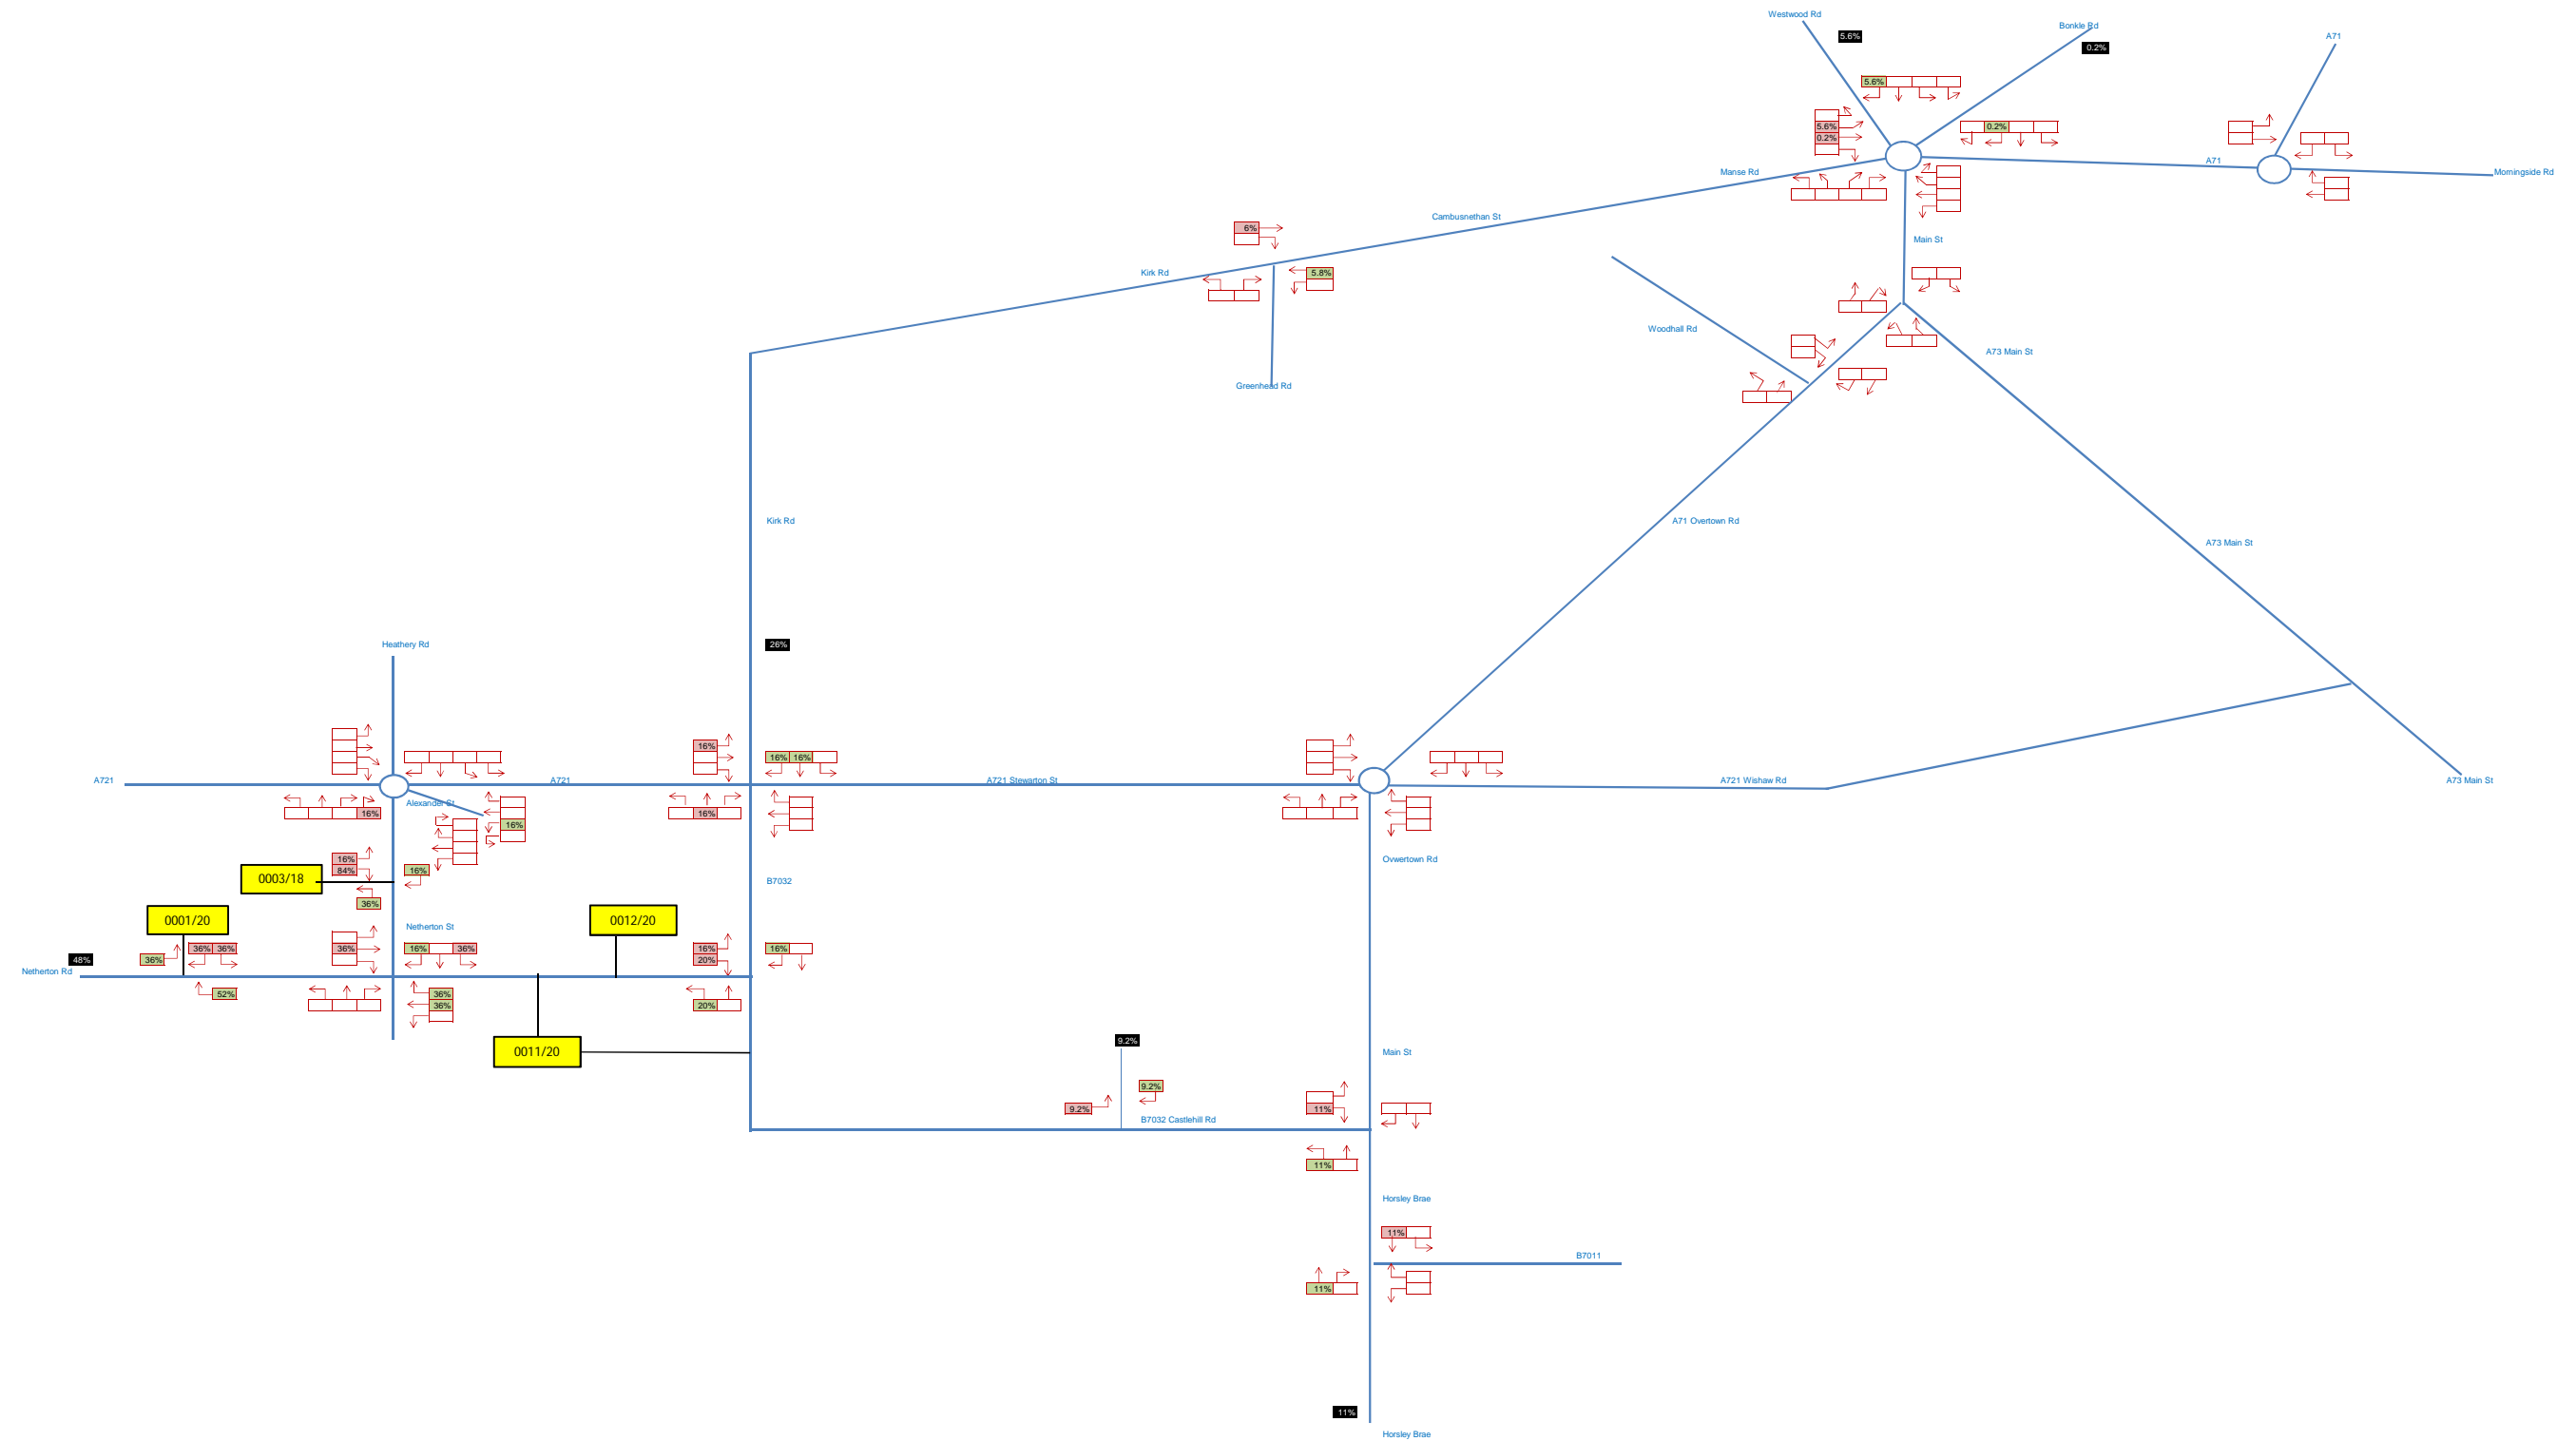 Westwood Rd
Bonkle Rd
5.6%
A71
0.2%
5.6%
5.6%
0.2%
0.2%
A71
Manse Rd
Morningside Rd
Cambusnethan St
6%
Main St
Kirk Rd
5.8%
Woodhall Rd
A73 Main St
Greenhead Rd
Kirk Rd
A71 Overtown Rd
A73 Main St
Heathery Rd
26%
16%
16% 16%
A721
A721
A721 Stewarton St
A721 Wishaw Rd
A73 Main St
Alexander St
16%
16%
16%
16%
84%
16%
Ovwertown Rd
0003/18
B7032
36%
0001/20
0012/20
Netherton St
36% 36%
36%
16% 36%
16%
16%
48%
36%
20%
Netherton Rd
52%
36%
36%
20%
9.2%
0011/20
Main St
9.2%
9.2%
11%
B7032 Castlehill Rd
11%
Horsley Brae
11%
B7011
11%
11%
Horsley Brae